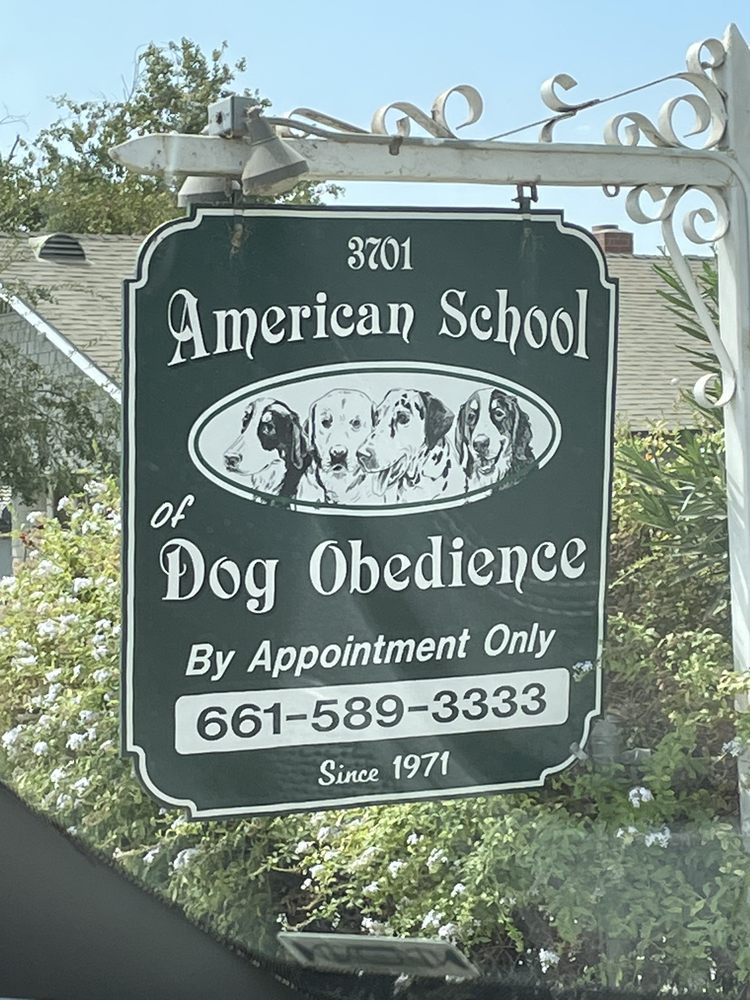 3701
American School
of
Dog Obedience
By Appointment Only
661-589-3333
Since 1971